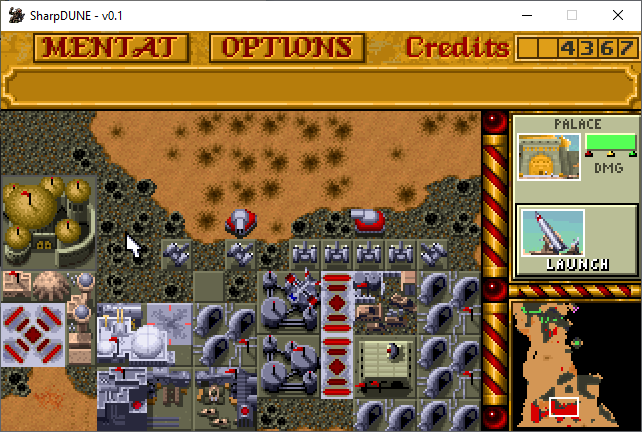 SharpDUNE - v0.1
MENTAT
OPTIONS
Credits 4367
PALACE
DMG
LAUNCH